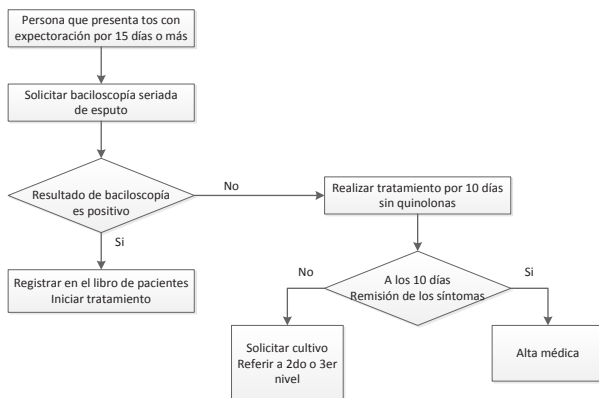 Persona que presenta tos con
expectoración por 15 días o más
Solicitar baciloscopía seriada
de esputo
Resultado de baciloscopía
es positivo
No
Realizar tratamiento por 10 días
sin quinolonas
Si
Registrar en el libro de pacientes
Iniciar tratamiento
No
A los 10 días
Remisión de los síntomas
Si
Solicitar cultivo
Referir a 2do o 3er
nivel
Alta médica